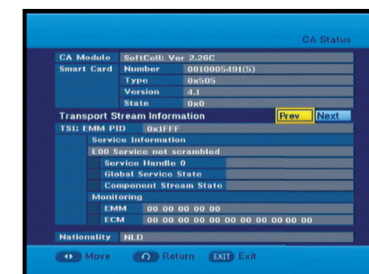 CA Status
CA Module SoftCell: Ver 2.26C
Smart Card Number 0010005491(5)
Type 0x505
Version 4.1
State 0x0
Transport Stream Information Prev Next
TS1: EMM PID 0x1FFF
Service Information
E00 Service not scrambled
Service Handle 0
Global Service State
Component Stream State
Monitoring
EMM 00 00 00 00 00
ECM 00 00 00 00 00 00 00 00 00 00
Nationality NLD
Move Return EXIT Exit